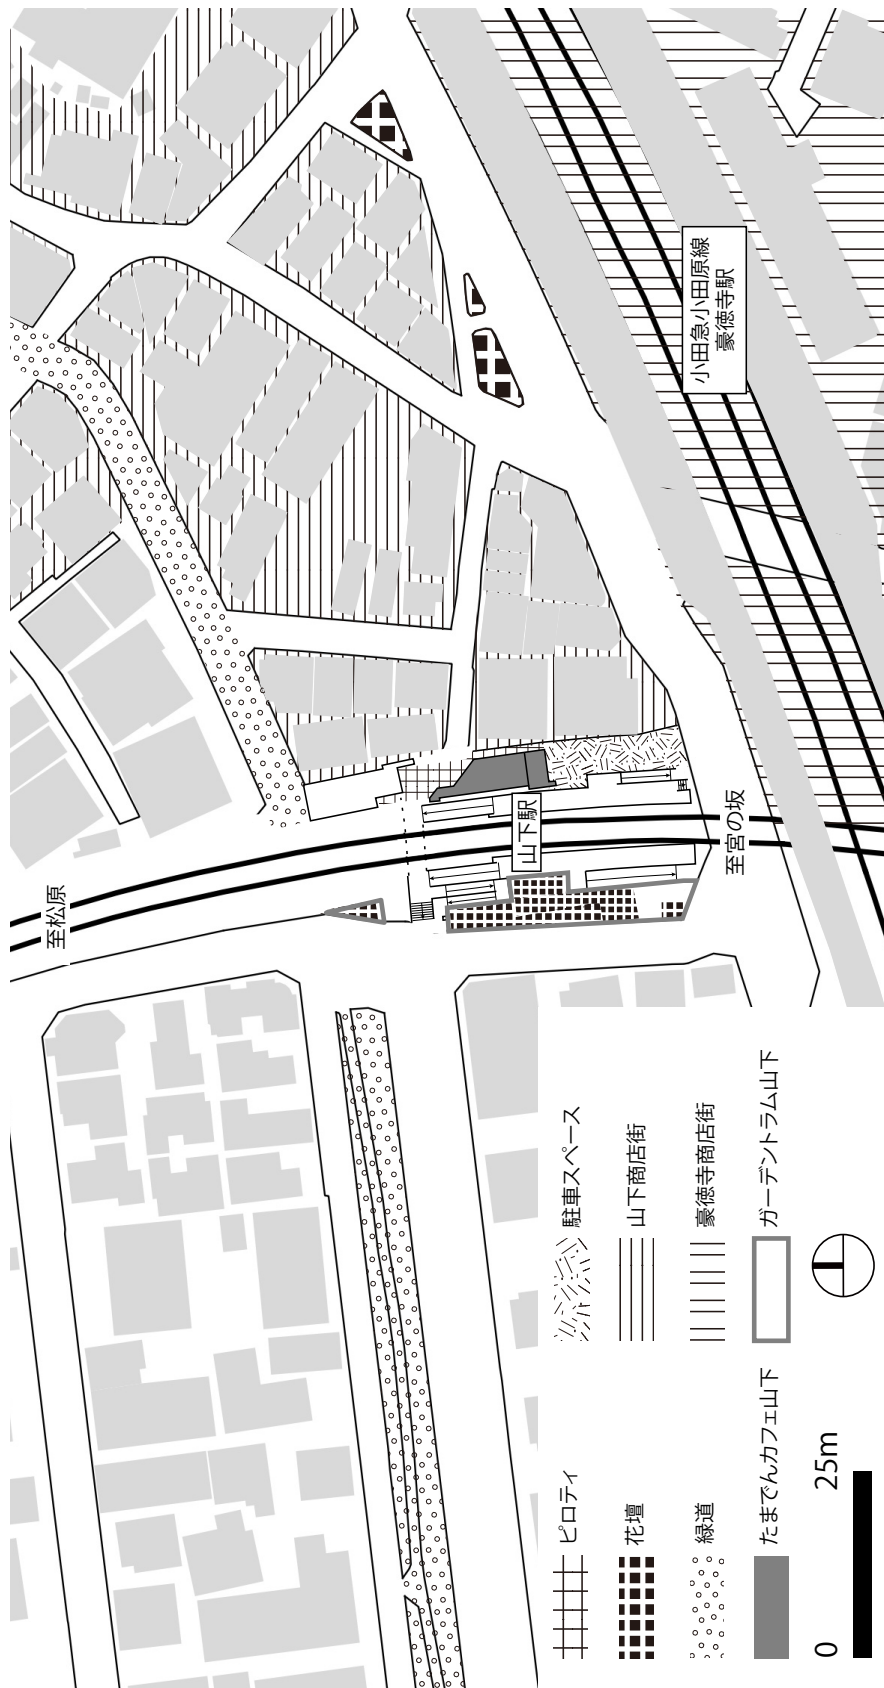 小田急小田原線
豪徳寺駅
山下駅
至松原
至宮の坂
ピロティ
花壇
緑道
たまでんカフェ山下
駐車スペース
山下商店街
豪徳寺商店街
ガーデントラム山下
0
25m